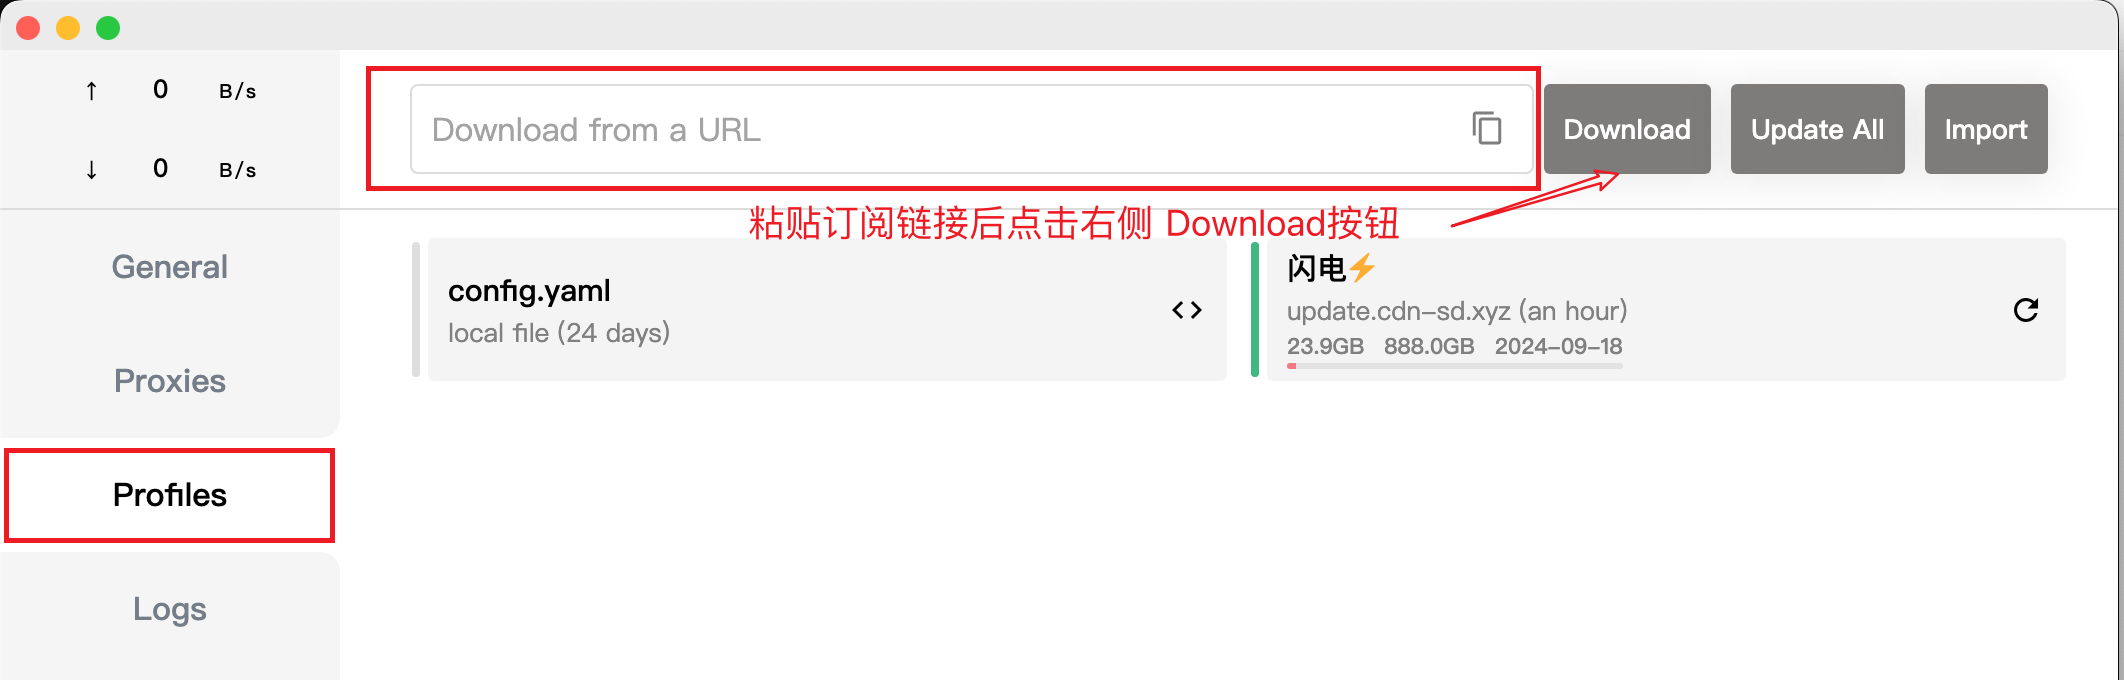 ↑ 0 B/s
↓ 0 B/s
General
Proxies
Profiles
Logs
Download from a URL
Download
Update All
Import
粘贴订阅链接后点击右侧 Download按钮
config.yaml
local file (24 days)
闪电⚡
update.cdn-sd.xyz (an hour)
23.9GB 888.0GB 2024-09-18